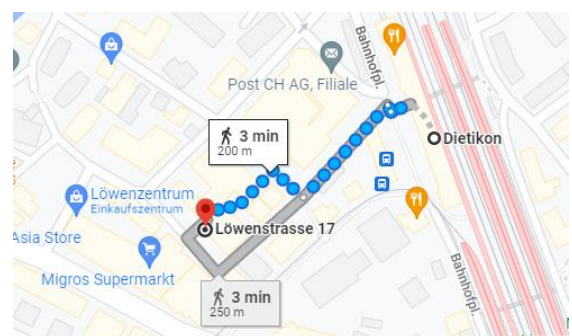 Bahnhofpl.
Post CH AG, Filiale
3 min
200 m
Dietikon
Löwenzentrum
Einkaufszentrum
Löwenstrasse 17
Asia Store
Migros Supermarkt
3 min
250 m
Bahnhofpl.